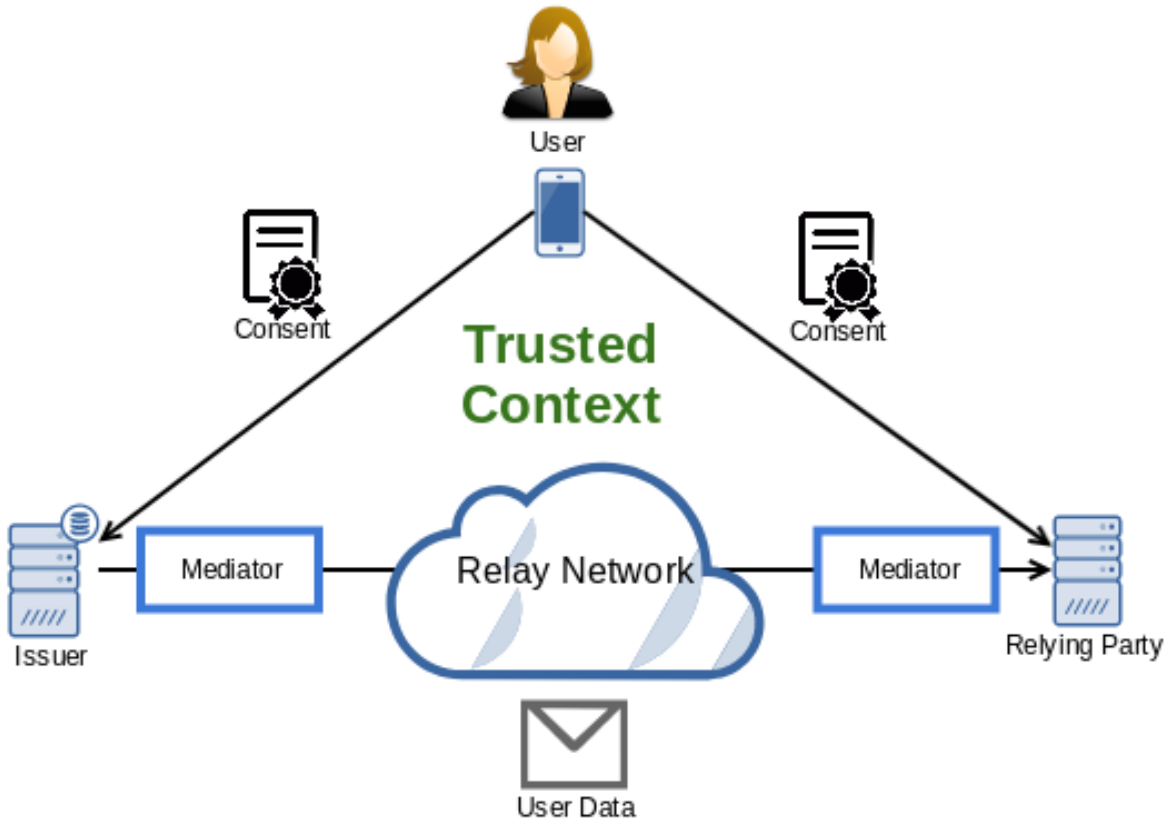 User
Consent
Consent
Trusted
Context
Mediator
Relay Network
Mediator
Issuer
Relying Party
User Data